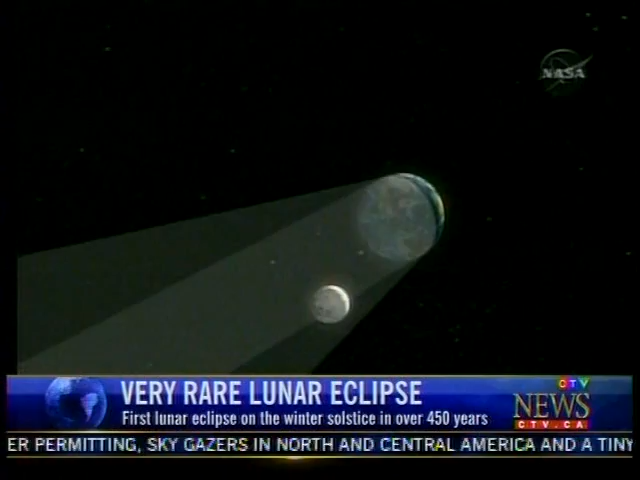 NASA
VERY RARE LUNAR ECLIPSE
First lunar eclipse on the winter solstice in over 450 years
CTV
NEWS
CTV.CA
ER PERMITTING, SKY GAZERS IN NORTH AND CENTRAL AMERICA AND A TINY